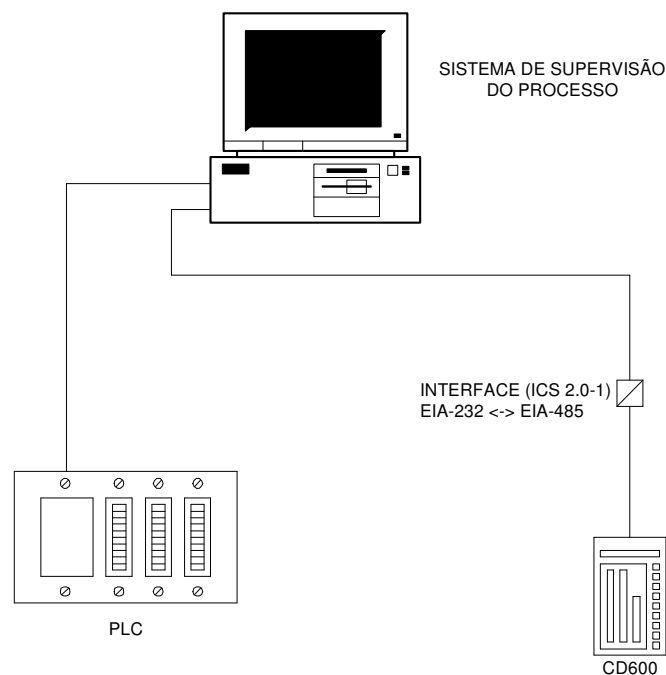 SISTEMA DE SUPERVISÃO
DO PROCESSO
INTERFACE (ICS 2.0-1)
EIA-232 <-> EIA-485
PLC
CD600